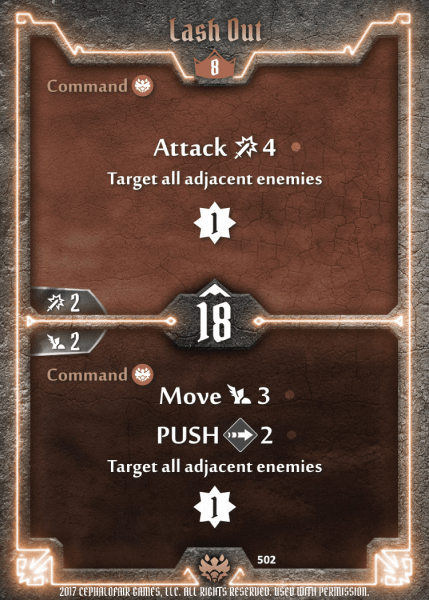 Lash Out
8
Command
Attack 4
Target all adjacent enemies
1
2
18
2
Command
Move 3
PUSH 2
Target all adjacent enemies
1
502
2017 CEPHALOFAIR GAMES, LLC. ALL RIGHTS RESERVED. USED WITH PERMISSION.